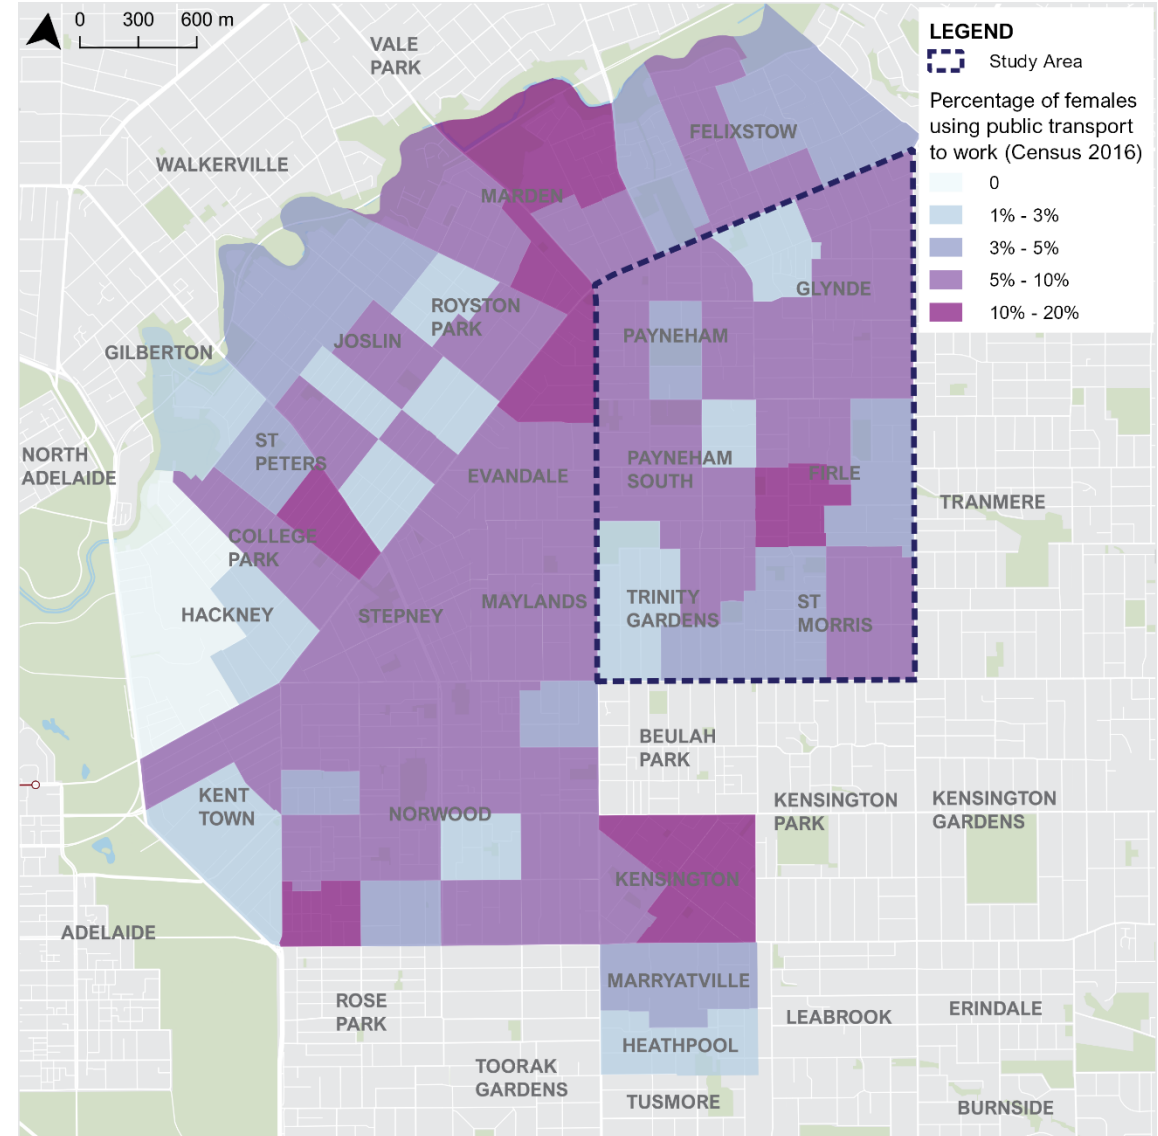 0 300 600 m
VALE
PARK
LEGEND
Study Area
Percentage of females
using public transport
to work (Census 2016)
0
1% - 3%
3% - 5%
5% - 10%
10% - 20%
FELIXSTOW
WALKERVILLE
MARDEN
GLYNDE
ROYSTON
PARK
PAYNEHAM
JOSLIN
GILBERTON
ST
PETERS
NORTH
ADELAIDE
EVANDALE
PAYNEHAM
SOUTH
FIRLE
TRANMERE
COLLEGE
PARK
HACKNEY
STEPNEY
MAYLANDS
TRINITY
GARDENS
ST
MORRIS
BEULAH
PARK
KENT
TOWN
NORWOOD
KENSINGTON
PARK
KENSINGTON
GARDENS
KENSINGTON
ADELAIDE
MARRYATVILLE
ROSE
PARK
LEABROOK
ERINDALE
HEATHPOOL
TOORAK
GARDENS
TUSMORE
BURNSIDE